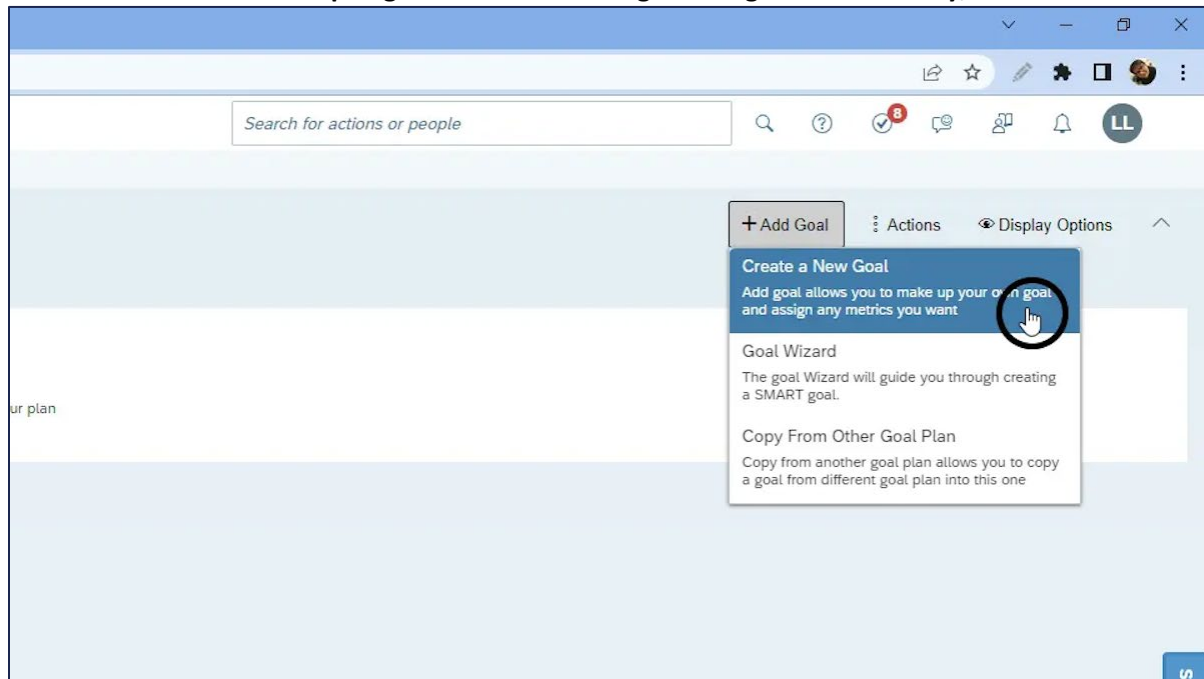 Search for actions or people
8
LL
+ Add Goal
Actions
Display Options
Create a New Goal
Add goal allows you to make up your own goal
and assign any metrics you want
Goal Wizard
The goal Wizard will guide you through creating
a SMART goal.
ur plan
Copy From Other Goal Plan
Copy from another goal plan allows you to copy
a goal from different goal plan into this one